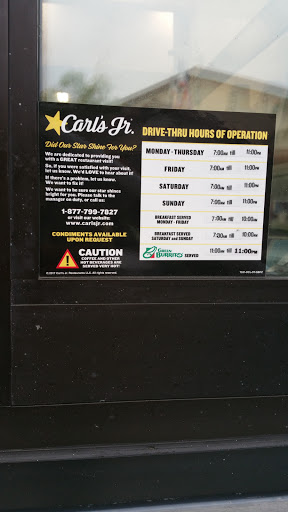 Carl's Jr.
Did Our Star Shine For You?
We are dedicated to providing you
with a GREAT restaurant visit!
So, if you were satisfied with your visit,
let us know. We'd LOVE to hear about it!
If there's a problem, let us know.
We want to fix it!
We want to be sure our star shines
bright for you. Please talk to the
manager on duty, or call us:
1-877-799-7827
or visit our website
www.carlsjr.com
CONDIMENTS AVAILABLE
UPON REQUEST
CAUTION
COFFEE AND OTHER
HOT BEVERAGES ARE
SERVED VERY HOT!
DRIVE-THRU HOURS OF OPERATION
MONDAY - THURSDAY 7:00AM till 11:00PM
FRIDAY 7:00AM till 11:00PM
SATURDAY 7:00AM till 11:00PM
SUNDAY 7:00AM till 11:00PM
BREAKFAST SERVED
MONDAY - FRIDAY 7:00AM till 10:00AM
BREAKFAST SERVED
SATURDAY and SUNDAY 7:00AM till 10:00AM
GREEN
BURRITO SERVED 11:00AM till 11:00PM